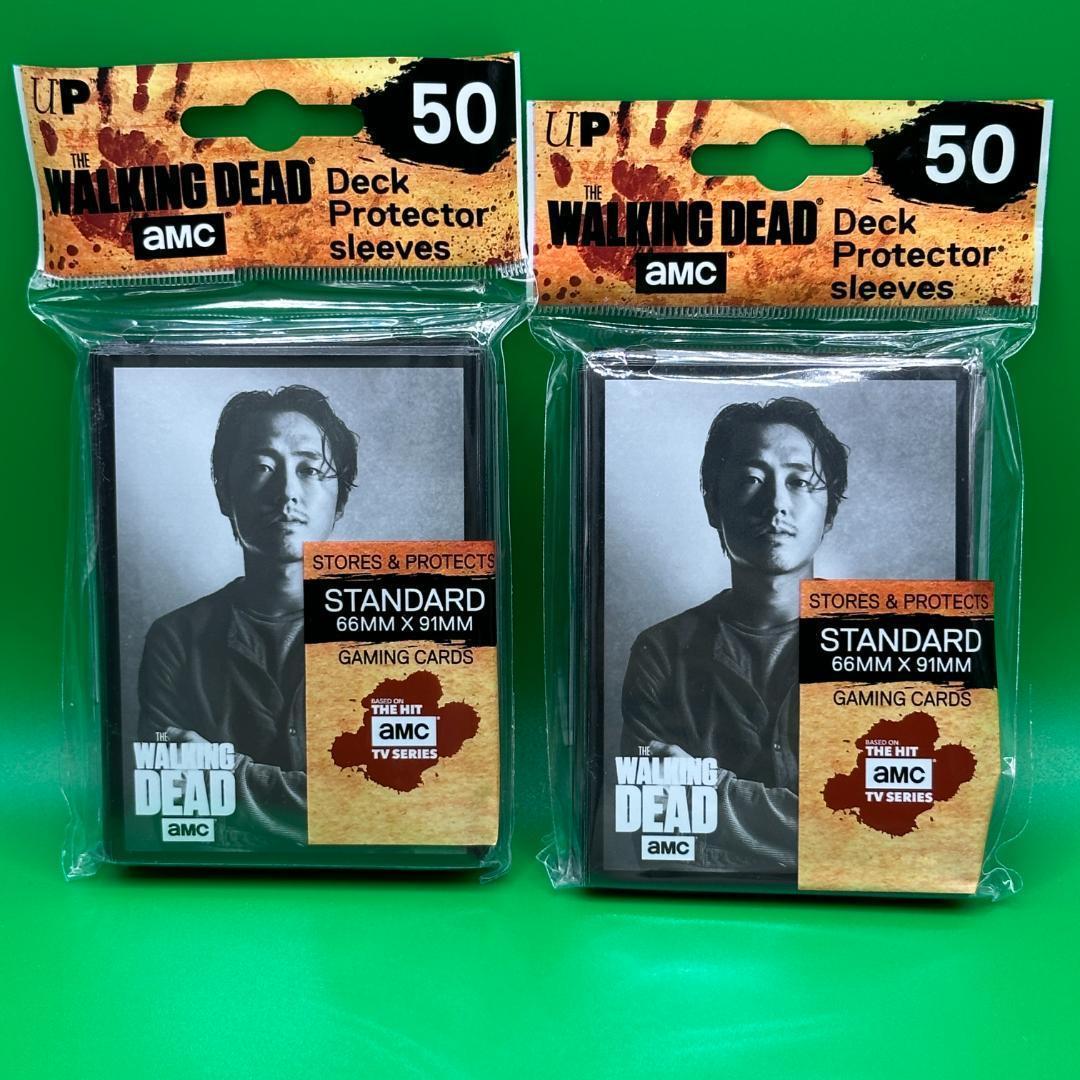 UP™
50
THE
WALKING DEAD®
AMC®
Deck
Protector®
sleeves
STORES & PROTECTS
STANDARD
66MM X 91MM
GAMING CARDS
BASED ON
THE HIT
AMC®
TV SERIES
THE
WALKING
DEAD
AMC
UP™
50
THE
WALKING DEAD®
AMC®
Deck
Protector®
sleeves
STORES & PROTECTS
STANDARD
66MM X 91MM
GAMING CARDS
BASED ON
THE HIT
AMC®
TV SERIES
THE
WALKING
DEAD
AMC